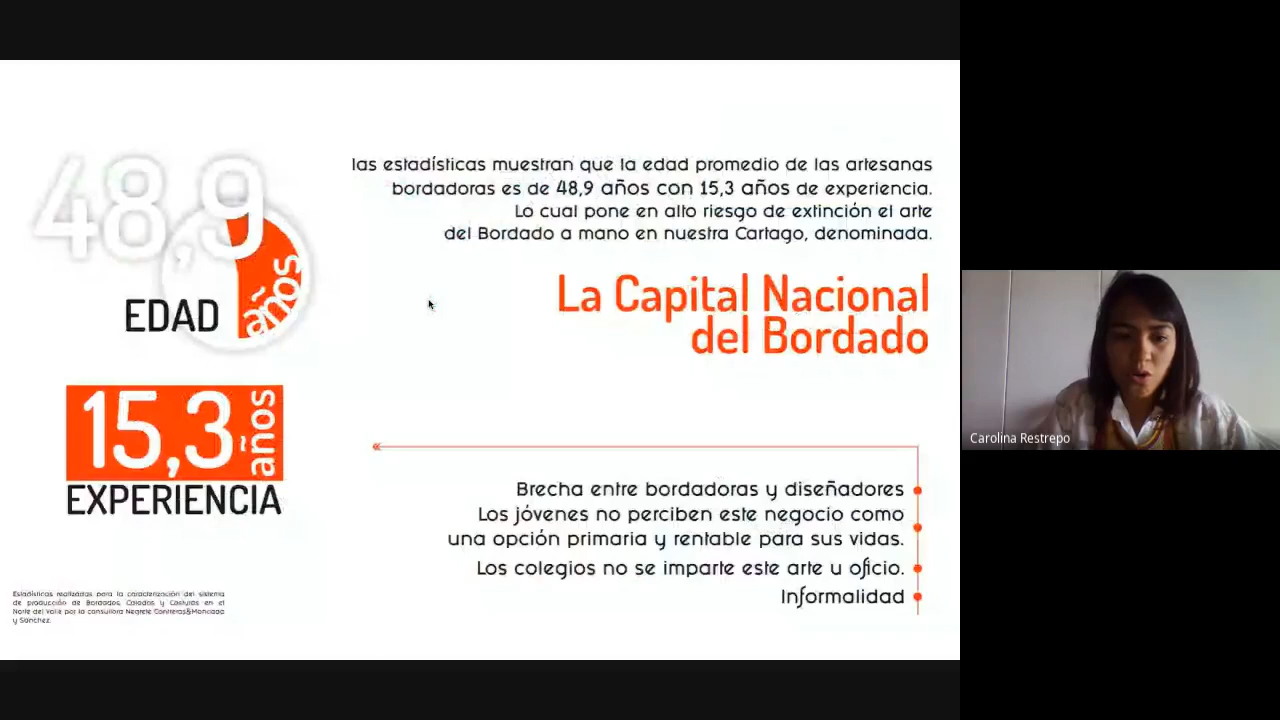 48,9
años
EDAD
15,3
años
EXPERIENCIA
Estadísticas realizadas para la caracterización del sistema
de producción de Bordados, Calados y Costuras en el
Norte del Valle por la consultora Negrete Contreras&Moncada
y Sánchez.
las estadísticas muestran que la edad promedio de las artesanas
bordadoras es de 48,9 años con 15,3 años de experiencia.
Lo cual pone en alto riesgo de extinción el arte
del Bordado a mano en nuestra Cartago, denominada.
La Capital Nacional
del Bordado
Brecha entre bordadoras y diseñadores
Los jóvenes no perciben este negocio como
una opción primaria y rentable para sus vidas.
Los colegios no se imparte este arte u oficio.
Informalidad
Carolina Restrepo